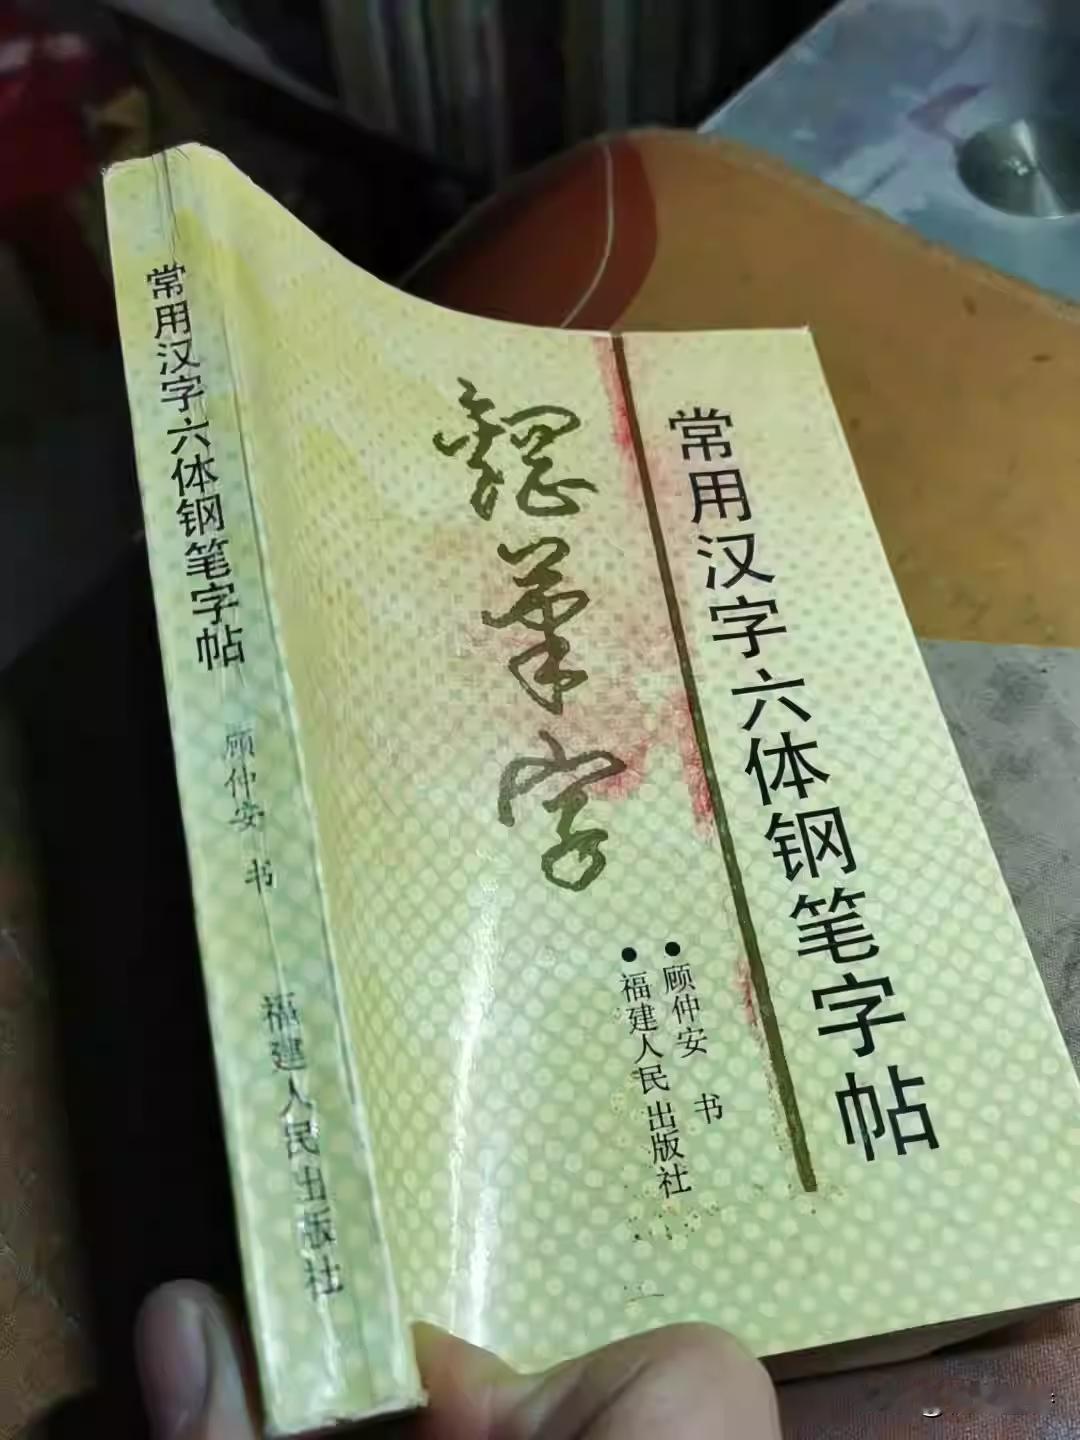 常用汉字六体钢笔字帖
顾仲安 书
福建人民出版社
钢笔字
常用汉字六体钢笔字帖
顾仲安 书
福建人民出版社